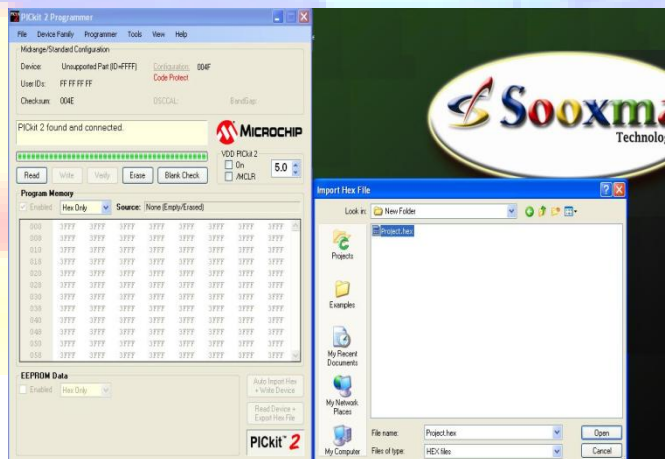 PICkit 2 Programmer
File Device Family Programmer Tools View Help
Midrange/Standard Configuration
Device: Unsupported Part (ID=FFFF) Configuration: 004F
User IDs: FF FF FF FF Code Protect
Checksum: 004E OSCCAL: BandGap:
PICkit 2 found and connected.
MICROCHIP
Read Write Verify Erase Blank Check
VDD PICkit 2
On
/MCLR
5.0
Program Memory
Enabled Hex Only Source: None (Empty/Erased)
000 3FFF 3FFF 3FFF 3FFF 3FFF 3FFF 3FFF 3FFF
008 3FFF 3FFF 3FFF 3FFF 3FFF 3FFF 3FFF 3FFF
010 3FFF 3FFF 3FFF 3FFF 3FFF 3FFF 3FFF 3FFF
018 3FFF 3FFF 3FFF 3FFF 3FFF 3FFF 3FFF 3FFF
020 3FFF 3FFF 3FFF 3FFF 3FFF 3FFF 3FFF 3FFF
028 3FFF 3FFF 3FFF 3FFF 3FFF 3FFF 3FFF 3FFF
030 3FFF 3FFF 3FFF 3FFF 3FFF 3FFF 3FFF 3FFF
038 3FFF 3FFF 3FFF 3FFF 3FFF 3FFF 3FFF 3FFF
040 3FFF 3FFF 3FFF 3FFF 3FFF 3FFF 3FFF 3FFF
048 3FFF 3FFF 3FFF 3FFF 3FFF 3FFF 3FFF 3FFF
050 3FFF 3FFF 3FFF 3FFF 3FFF 3FFF 3FFF 3FFF
058 3FFF 3FFF 3FFF 3FFF 3FFF 3FFF 3FFF 3FFF
EEPROM Data
Enabled Hex Only
Auto Import Hex
+ Write Device
Read Device +
Export Hex File
PICkit™ 2
Sooxma
Technolog
Import Hex File
Look in: New Folder
Project.hex
Projects
Examples
My Recent
Documents
My Network
Places
My Computer
File name: Project.hex Open
Files of type: HEX files Cancel